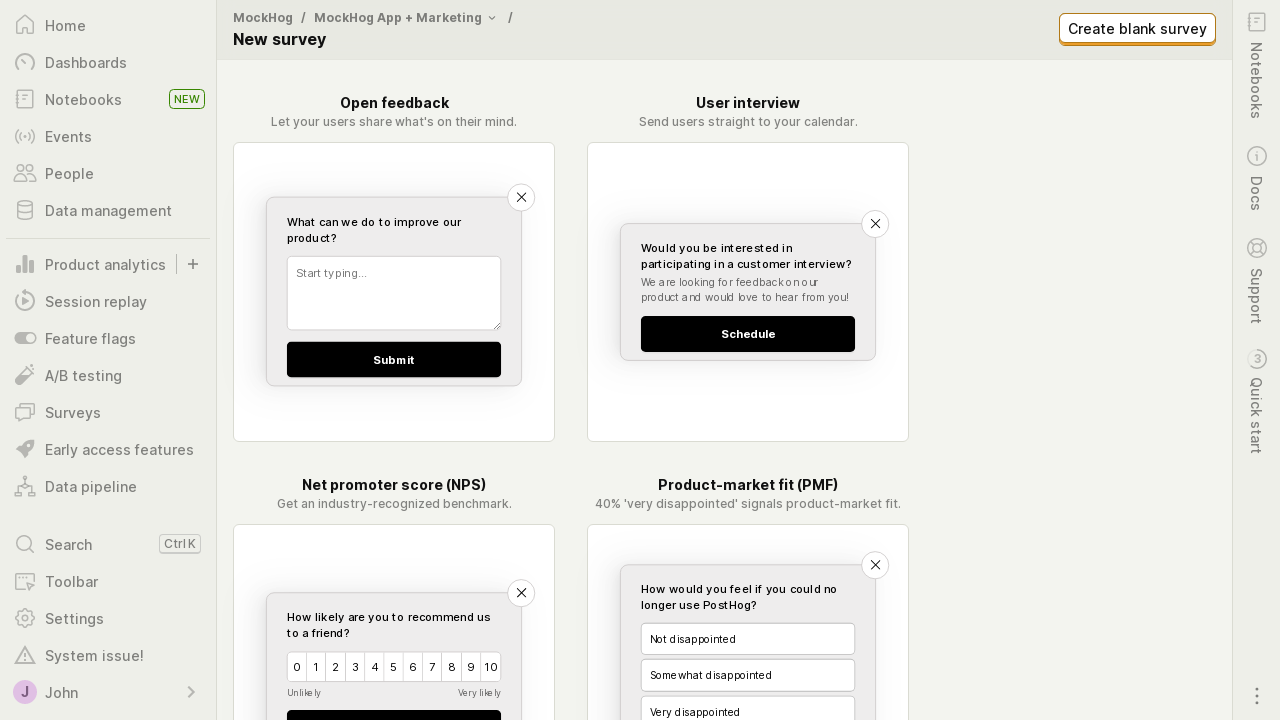 Home
Dashboards
Notebooks NEW
Events
People
Data management
Product analytics
Session replay
Feature flags
A/B testing
Surveys
Early access features
Data pipeline
Search Ctrl K
Toolbar
Settings
System issue!
J John
MockHog / MockHog App + Marketing /
New survey
Create blank survey
Open feedback
Let your users share what's on their mind.
What can we do to improve our
product?
Start typing...
Submit
User interview
Send users straight to your calendar.
Would you be interested in
participating in a customer interview?
We are looking for feedback on our
product and would love to hear from you!
Schedule
Net promoter score (NPS)
Get an industry-recognized benchmark.
How likely are you to recommend us
to a friend?
0 1 2 3 4 5 6 7 8 9 10
Unlikely Very likely
Product-market fit (PMF)
40% 'very disappointed' signals product-market fit.
How would you feel if you could no
longer use PostHog?
Not disappointed
Somewhat disappointed
Very disappointed
Notebooks
Docs
Support
3 Quick start